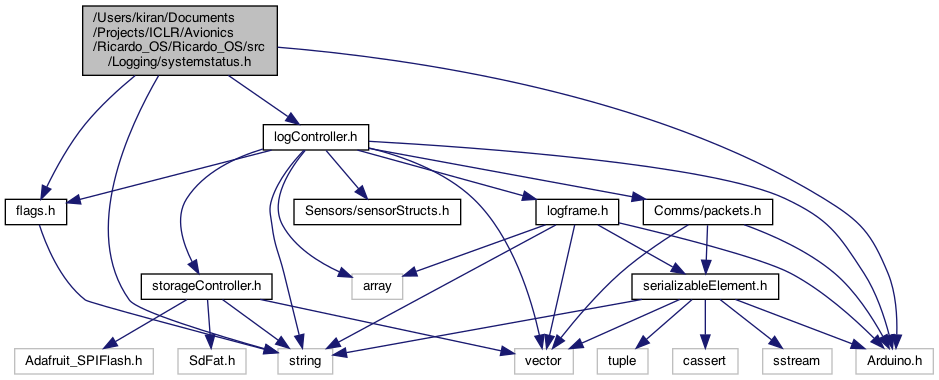 /Users/kiran/Documents
/Projects/ICLR/Avionics
/Ricardo_OS/Ricardo_OS/src
/Logging/systemstatus.h
logController.h
flags.h
Sensors/sensorStructs.h
logframe.h
Comms/packets.h
storageController.h
array
serializableElement.h
Adafruit_SPIFlash.h
SdFat.h
string
vector
tuple
cassert
sstream
Arduino.h